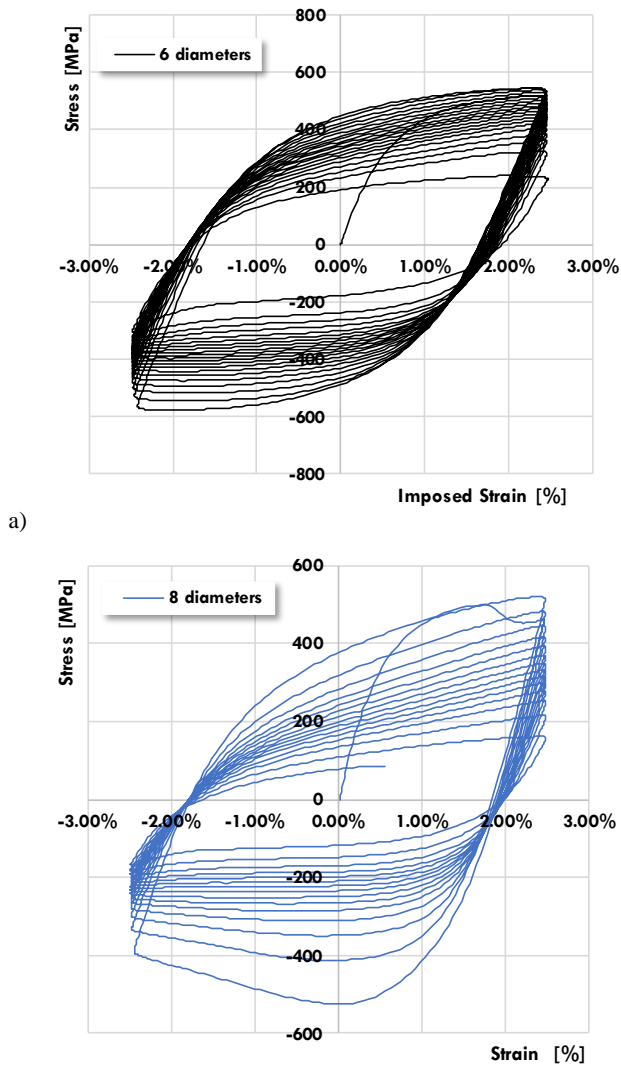 800
600
400
200
0
-200
-400
-600
-800
-3.00% -2.00% -1.00% 0.00% 1.00% 2.00% 3.00%
Stress [MPa]
6 diameters
Imposed Strain [%]
a)
600
400
200
0
-200
-400
-600
-3.00% -2.00% -1.00% 0.00% 1.00% 2.00% 3.00%
Stress [MPa]
8 diameters
Strain [%]